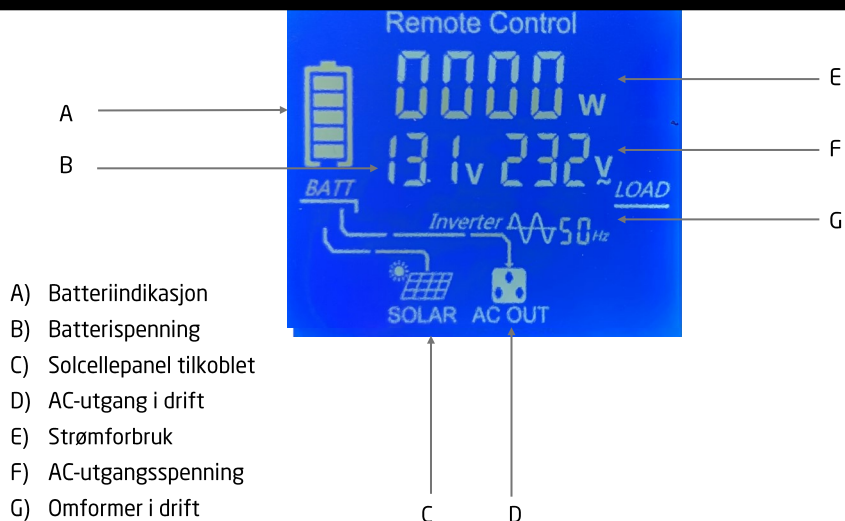 Remote Control
0000 W
E
A
F
B
13.1v 232V~
BATT
LOAD
Inverter 50Hz
G
SOLAR AC OUT
A) Batteriindikasjon
B) Batterispenning
C) Solcellepanel tilkoblet
D) AC-utgang i drift
E) Strømforbruk
F) AC-utgangsspenning
G) Omformer i drift
C
D